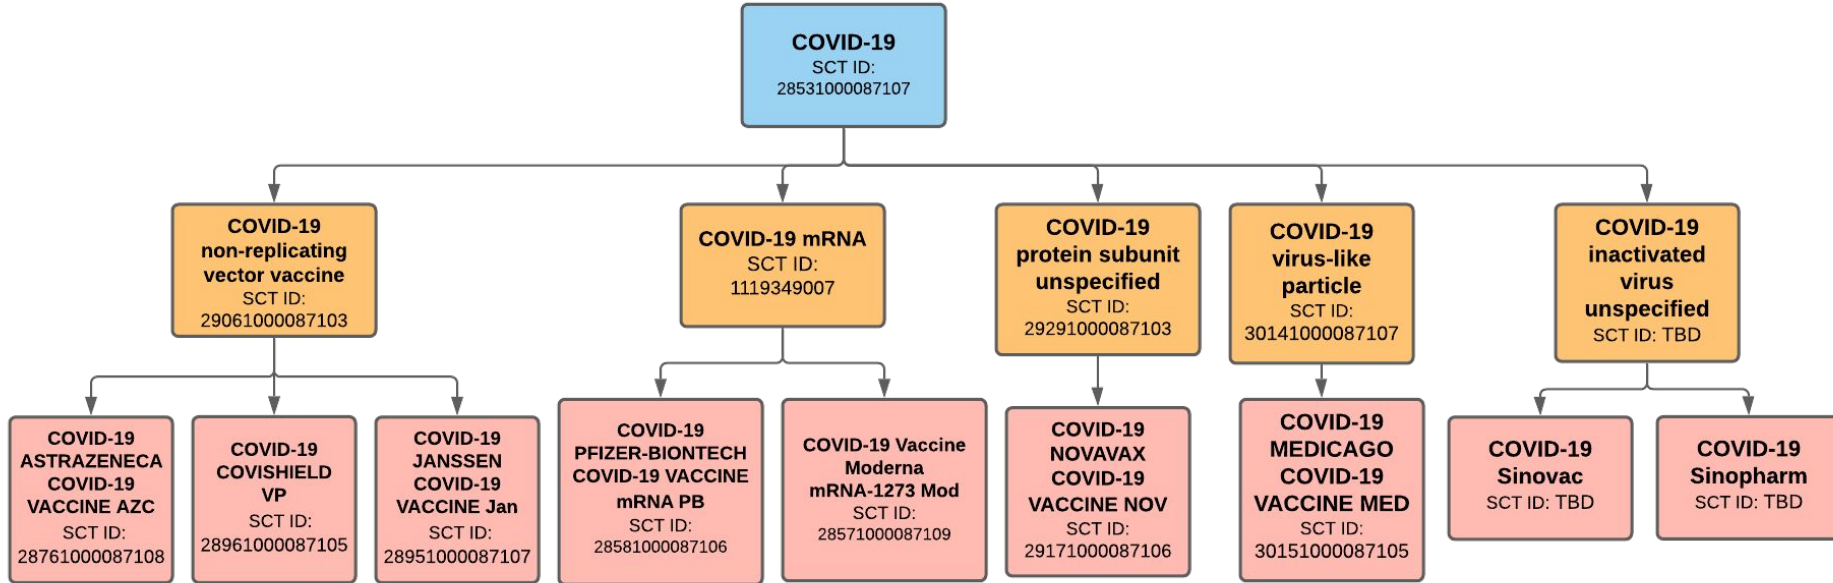 COVID-19
SCT ID:
28531000087107
COVID-19
non-replicating
vector vaccine
SCT ID:
29061000087103
COVID-19 mRNA
SCT ID:
1119349007
COVID-19
protein subunit
unspecified
SCT ID:
29291000087103
COVID-19
virus-like
particle
SCT ID:
30141000087107
COVID-19
inactivated
virus
unspecified
SCT ID: TBD
COVID-19
ASTRAZENECA
COVID-19
VACCINE AZC
SCT ID:
28761000087108
COVID-19
COVISHIELD
VP
SCT ID:
28961000087105
COVID-19
JANSSEN
COVID-19
VACCINE Jan
SCT ID:
28951000087107
COVID-19
PFIZER-BIONTECH
COVID-19 VACCINE
mRNA PB
SCT ID:
28581000087106
COVID-19 Vaccine
Moderna
mRNA-1273 Mod
SCT ID:
28571000087109
COVID-19
NOVAVAX
COVID-19
VACCINE NOV
SCT ID:
29171000087106
COVID-19
MEDICAGO
COVID-19
VACCINE MED
SCT ID:
30151000087105
COVID-19
Sinovac
SCT ID: TBD
COVID-19
Sinopharm
SCT ID: TBD